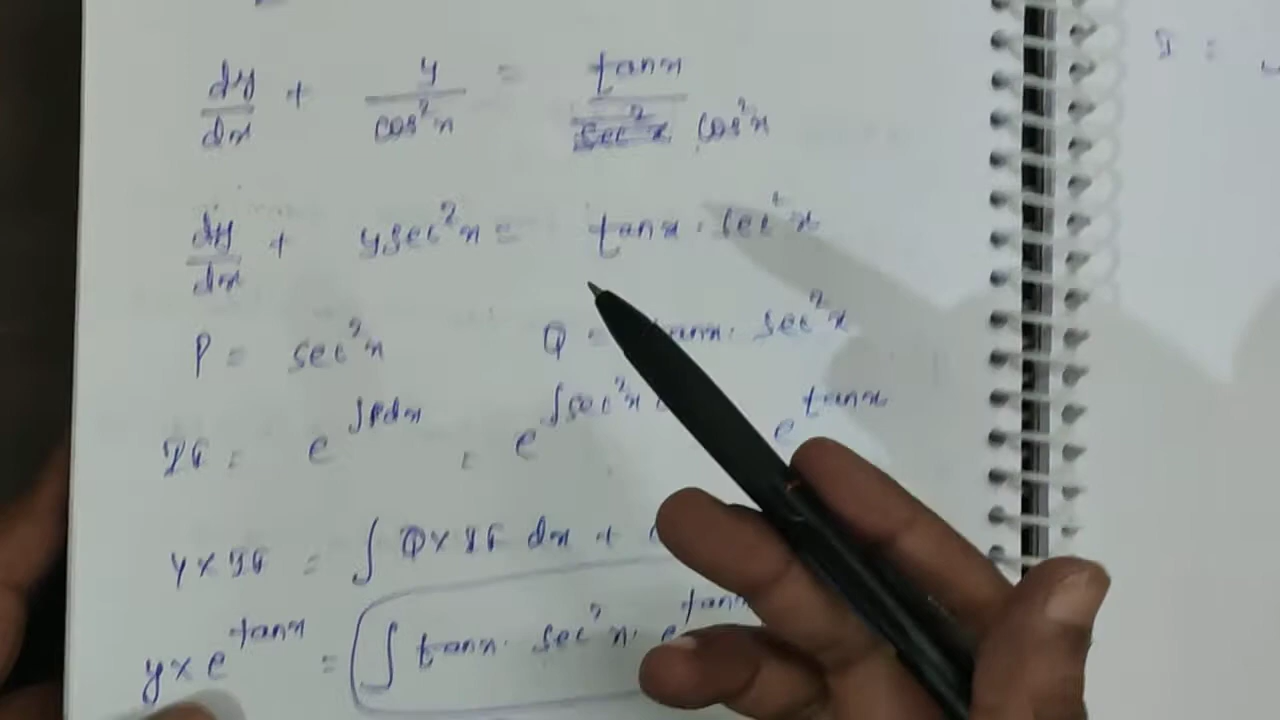 dy/dx + y/cos²x = tanx/cos²x
dy/dx + y sec²x = tanx · sec²x
P = sec²x Q = tanx · sec²x
IF = e^∫Pdx = e^∫sec²x e^tanx
y × IF = ∫ Q × IF dx +
y × e^tanx = ∫ tanx · sec²x · e^tanx
I =